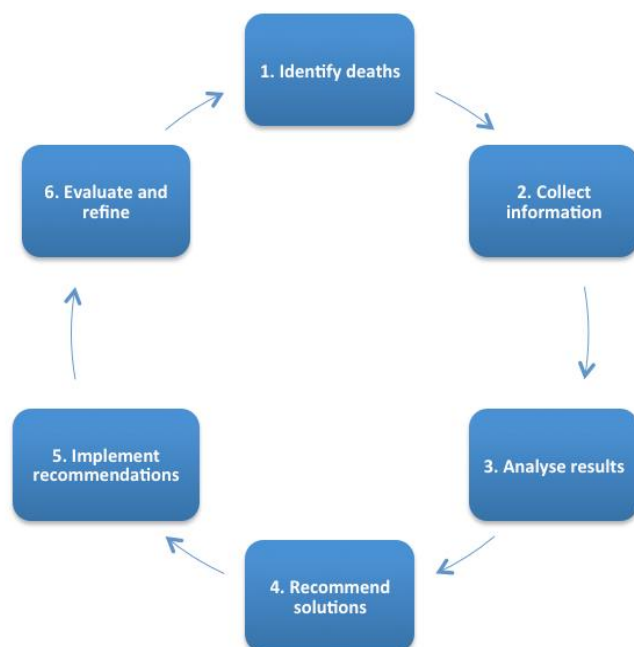 1. Identify deaths
2. Collect
information
3. Analyse results
4. Recommend
solutions
5. Implement
recommendations
6. Evaluate and
refine